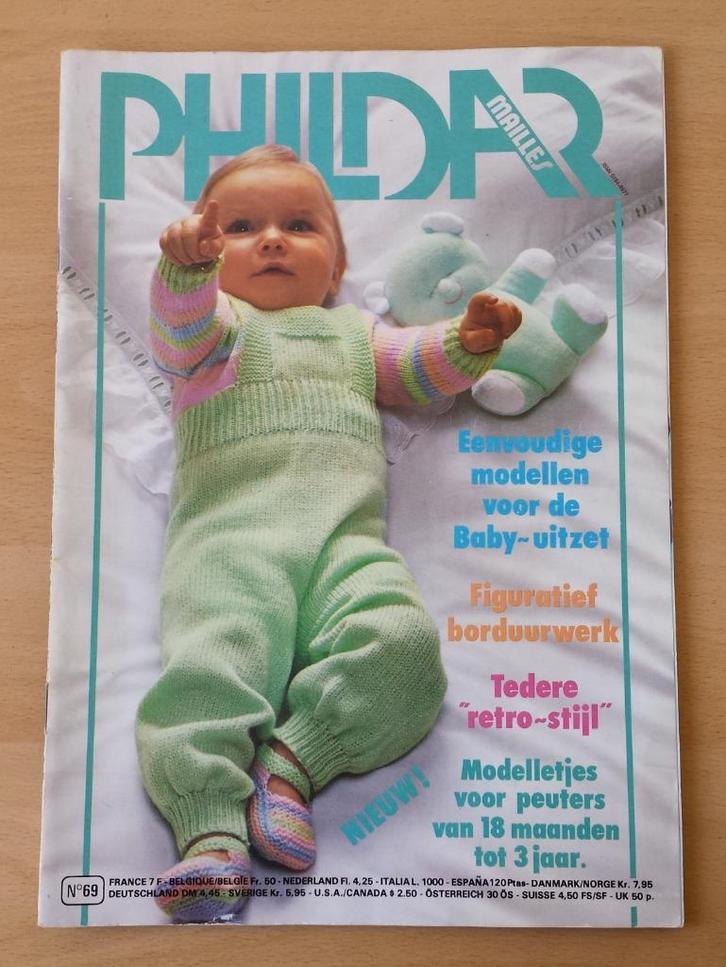 PHILDAR
MAILLES
Eenvoudige
modellen
voor de
Baby~uitzet
Figuratief
borduurwerk
Tedere
"retro~stijl"
NIEUW!
Modelletjes
voor peuters
van 18 maanden
tot 3 jaar.
N°69
FRANCE 7 F - BELGIQUE/BELGÏE Fr. 50 - NEDERLAND Fl. 4,25 - ITALIA L. 1000 - ESPAÑA 120 Ptas - DANMARK/NORGE Kr. 7,95
DEUTSCHLAND DM 4,45 - SVERIGE Kr. 5,95 - U.S.A./CANADA $ 2.50 - ÖSTERREICH 30 ÖS - SUISSE 4,50 FS/SF - UK 50 p.